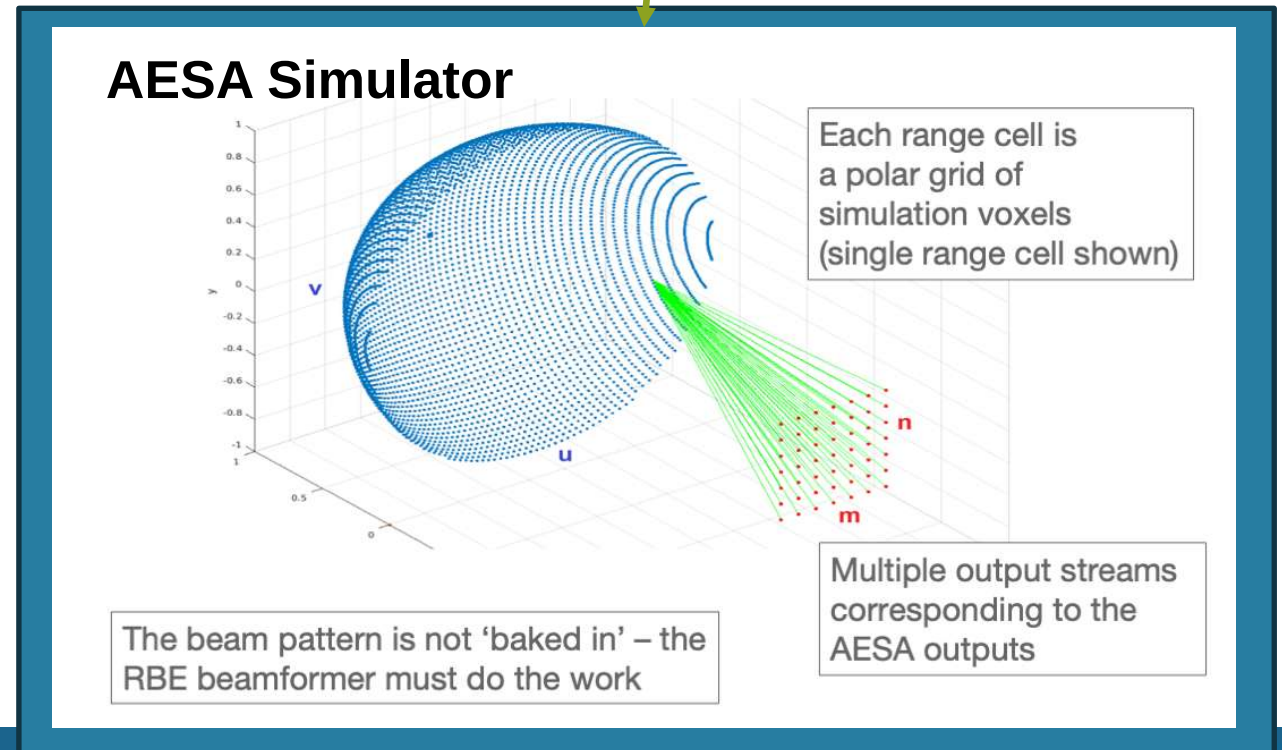 AESA Simulator
Each range cell is
a polar grid of
simulation voxels
(single range cell shown)
1
0.8
0.6
0.4
0.2
0
-0.2
-0.4
-0.6
-0.8
-1
y
v
u
n
m
1
0.5
0
Multiple output streams
corresponding to the
AESA outputs
The beam pattern is not ‘baked in’ – the
RBE beamformer must do the work